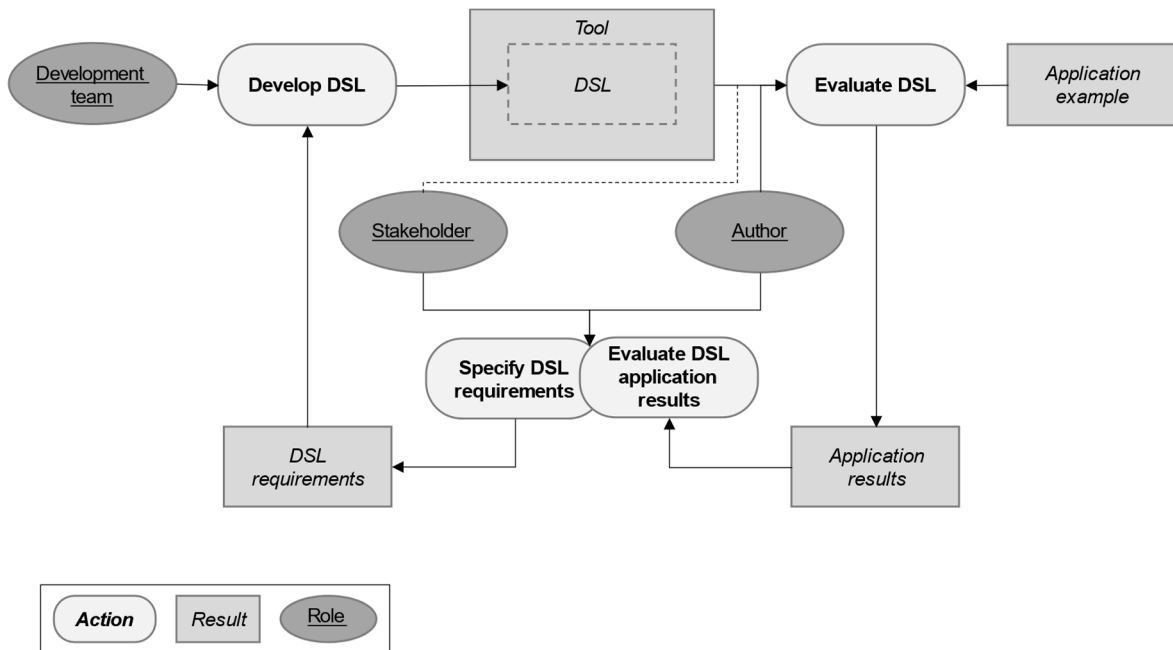 Tool
Development
team
Develop DSL
DSL
Evaluate DSL
Application
example
Stakeholder
Author
Specify DSL
requirements
Evaluate DSL
application
results
DSL
requirements
Application
results
Action
Result
Role